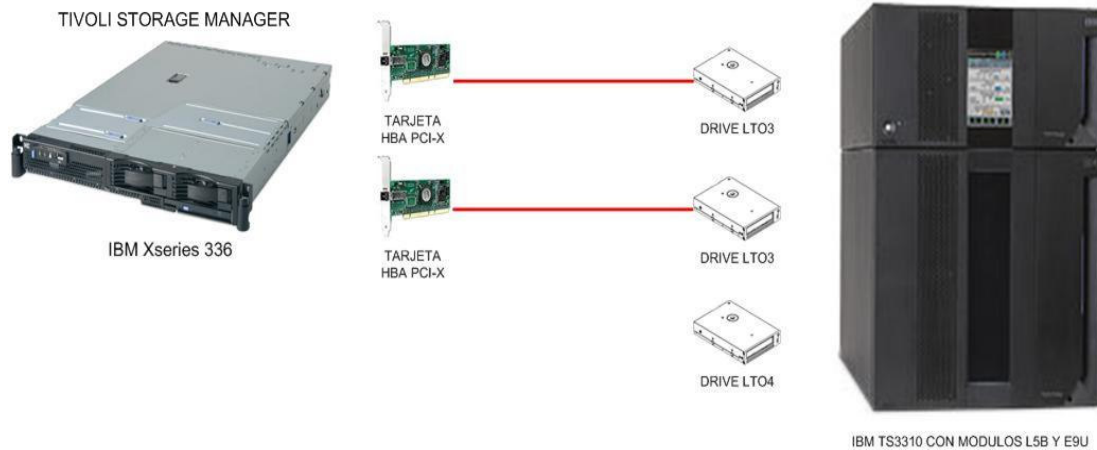 TIVOLI STORAGE MANAGER
IBM Xseries 336
TARJETA
HBA PCI-X
DRIVE LTO3
TARJETA
HBA PCI-X
DRIVE LTO3
DRIVE LTO4
IBM TS3310 CON MODULOS L5B Y E9U